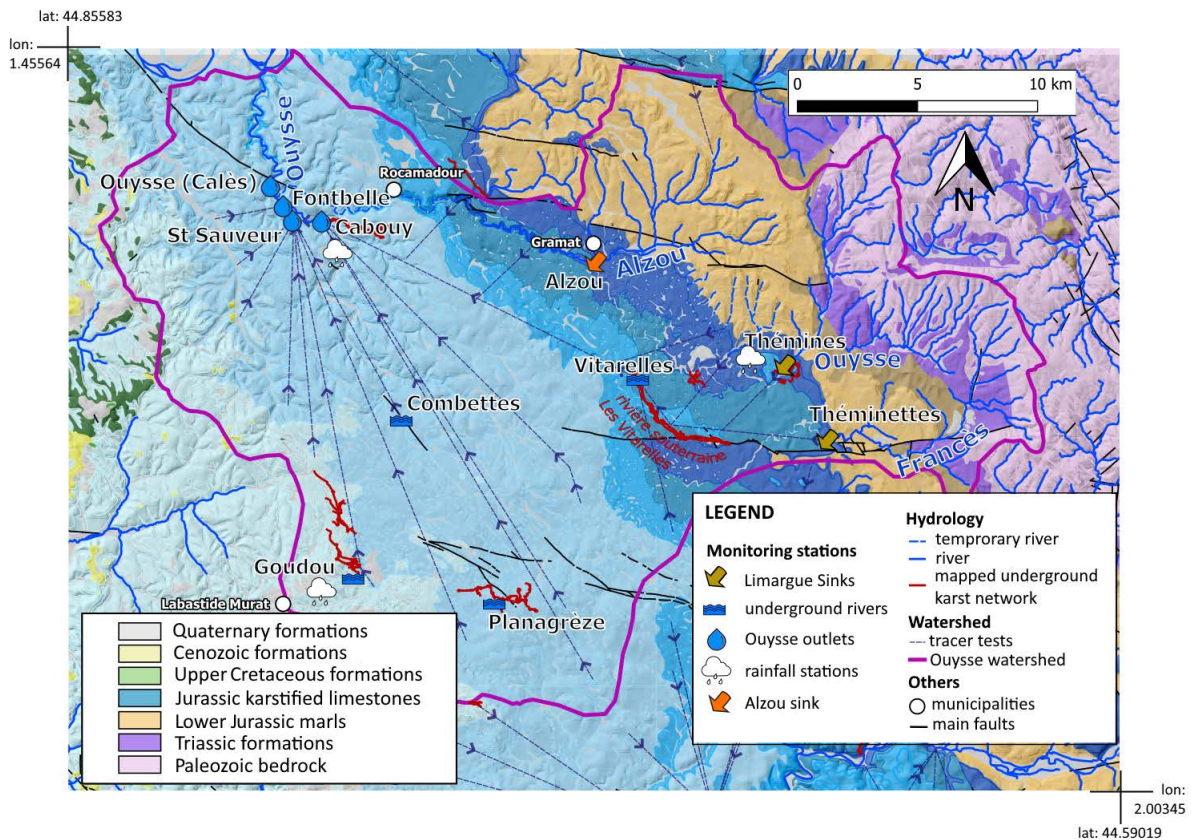 lat: 44.85583
lon:
1.45564
0 5 10 km
N
Ouysse
Rocamadour
Ouysse (Calès)
Fontbelle
St Sauveur
Cabouy
Gramat
Alzou
Alzou
Thémines
Ouysse
Vitarelles
Combettes
Théminettes
rivière souterraine
Les Vitarelles
Francès
Goudou
Labastide Murat
Planagrèze
Quaternary formations
Cenozoic formations
Upper Cretaceous formations
Jurassic karstified limestones
Lower Jurassic marls
Triassic formations
Paleozoic bedrock
LEGEND
Monitoring stations
Limargue Sinks
underground rivers
Ouysse outlets
rainfall stations
Alzou sink
Hydrology
temporary river
river
mapped underground
karst network
Watershed
tracer tests
Ouysse watershed
Others
municipalities
main faults
lon:
2.00345
lat: 44.59019